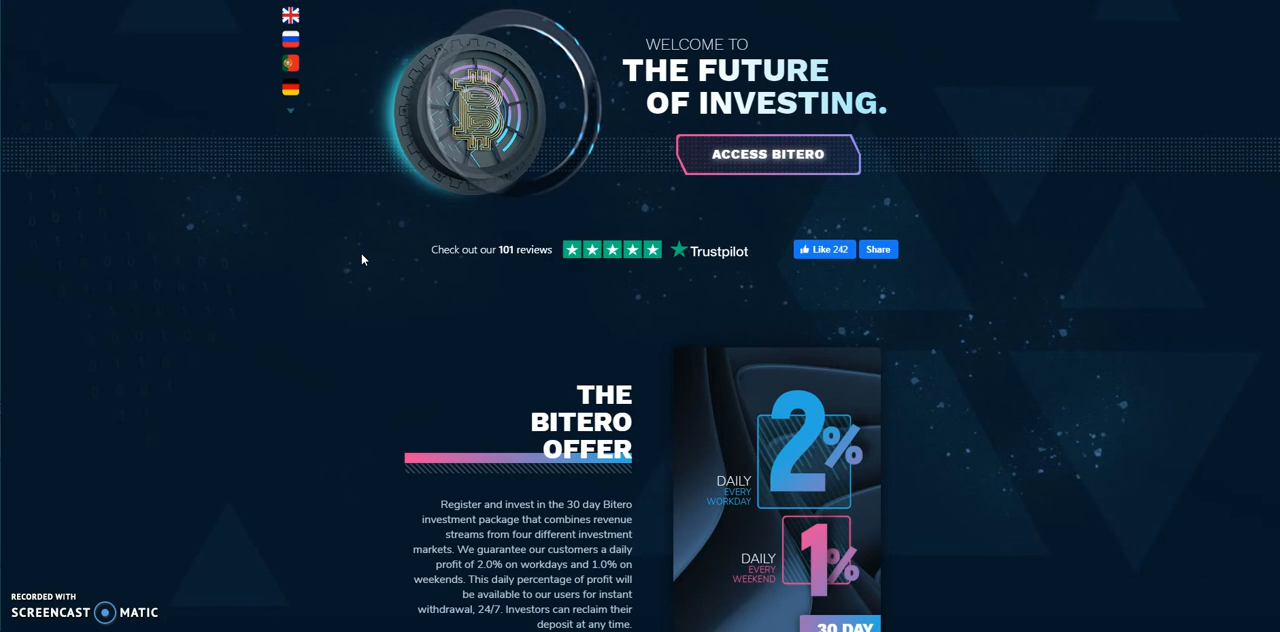 WELCOME TO
THE FUTURE
OF INVESTING.
ACCESS BITERO
Check out our 101 reviews
Trustpilot
Like 242
Share
THE
BITERO
OFFER
Register and invest in the 30 day Bitero
investment package that combines revenue
streams from four different investment
markets. We guarantee our customers a daily
profit of 2.0% on workdays and 1.0% on
weekends. This daily percentage of profit will
be available to our users for instant
withdrawal, 24/7. Investors can reclaim their
deposit at any time.
2%
DAILY
EVERY
WORKDAY
1%
DAILY
EVERY
WEEKEND
30 DAY
RECORDED WITH
SCREENCAST MATIC